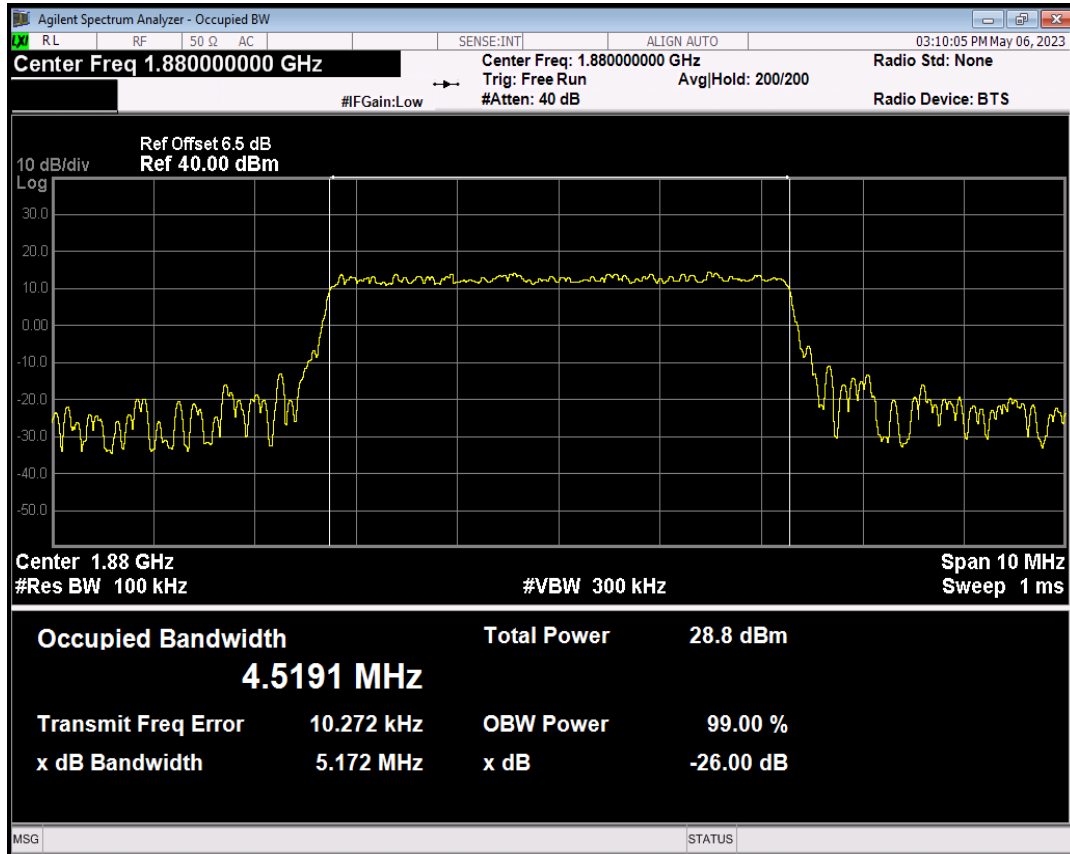 Agilent Spectrum Analyzer - Occupied BW
LXI RL RF 50 Ω AC SENSE:INT ALIGN AUTO 03:10:05 PM May 06, 2023
Center Freq 1.880000000 GHz
Center Freq: 1.880000000 GHz
Radio Std: None
Trig: Free Run Avg|Hold: 200/200
#IFGain:Low #Atten: 40 dB Radio Device: BTS
Ref Offset 6.5 dB
10 dB/div Ref 40.00 dBm
Log
30.0
20.0
10.0
0.00
-10.0
-20.0
-30.0
-40.0
-50.0
Center 1.88 GHz Span 10 MHz
#Res BW 100 kHz #VBW 300 kHz Sweep 1 ms
Occupied Bandwidth Total Power 28.8 dBm
4.5191 MHz
Transmit Freq Error 10.272 kHz OBW Power 99.00 %
x dB Bandwidth 5.172 MHz x dB -26.00 dB
MSG STATUS